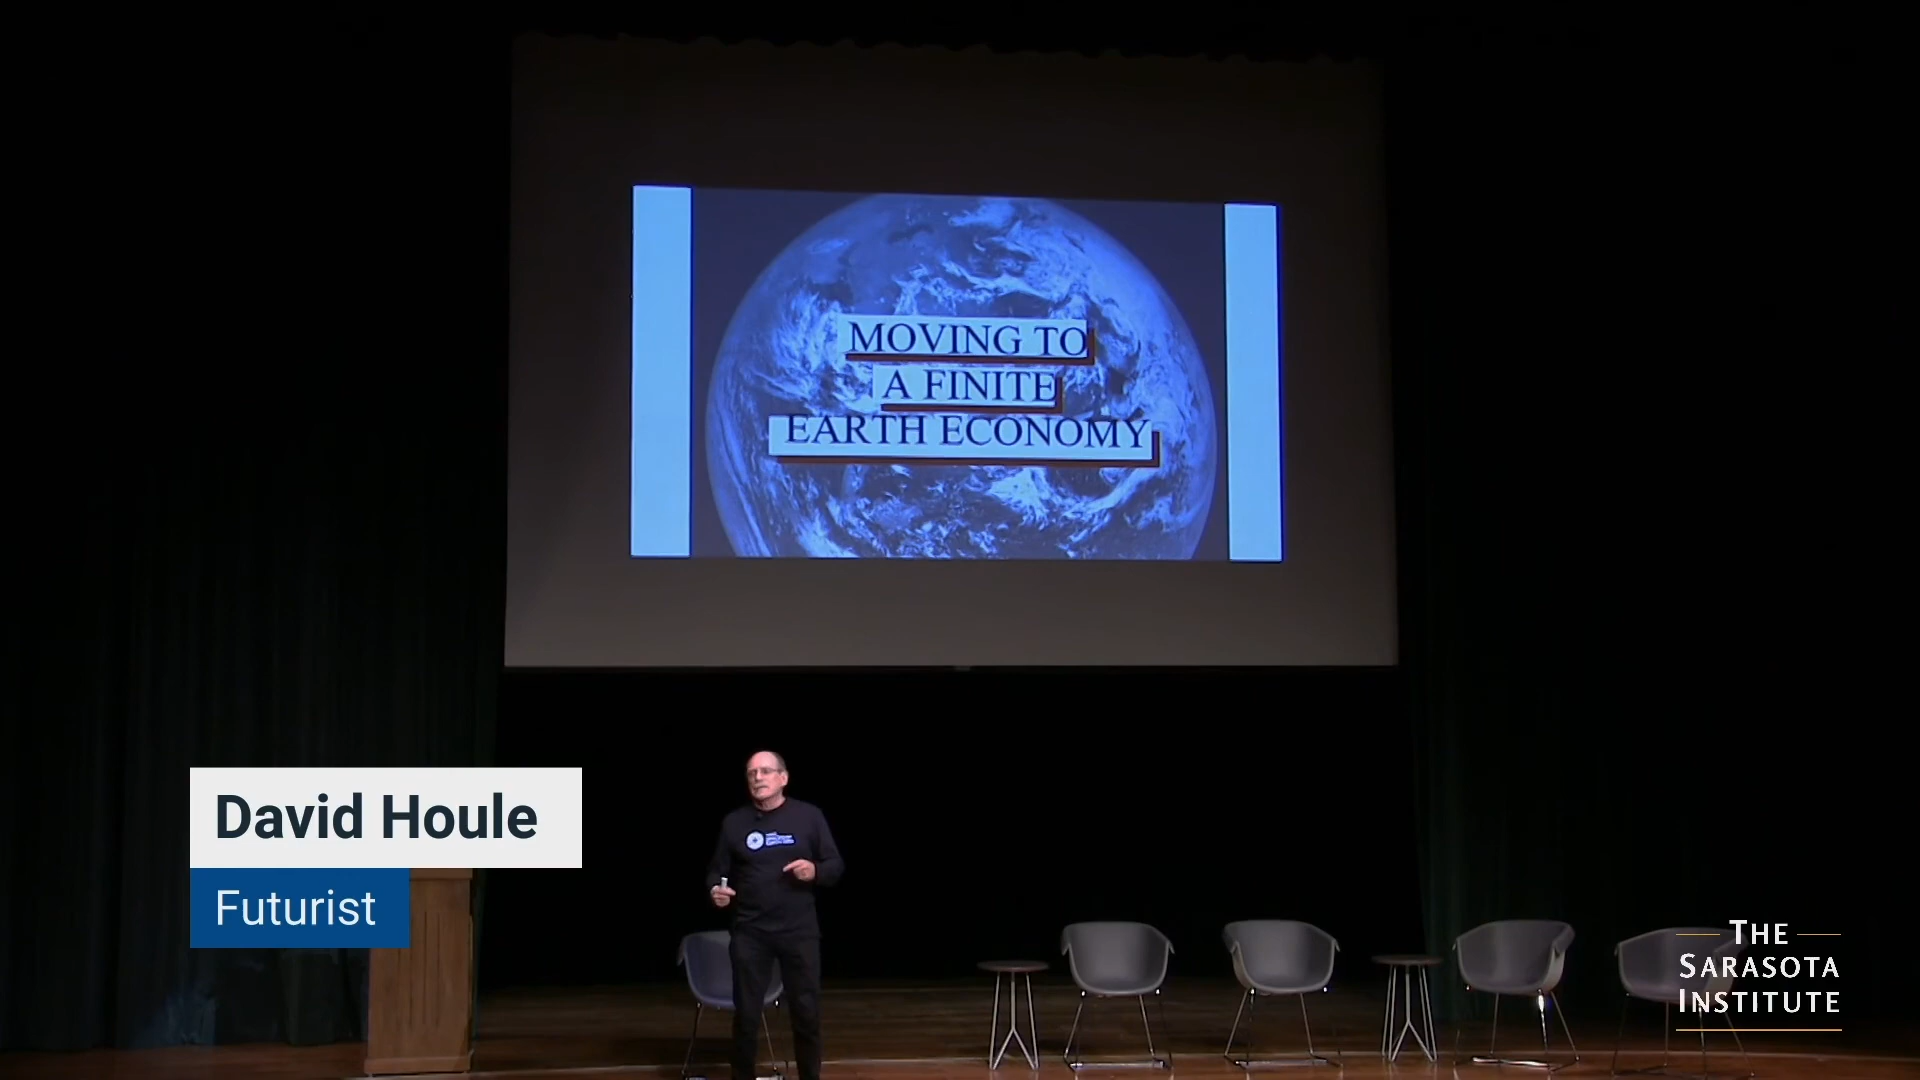 MOVING TO
A FINITE
EARTH ECONOMY
David Houle
Futurist
THE
SARASOTA
INSTITUTE